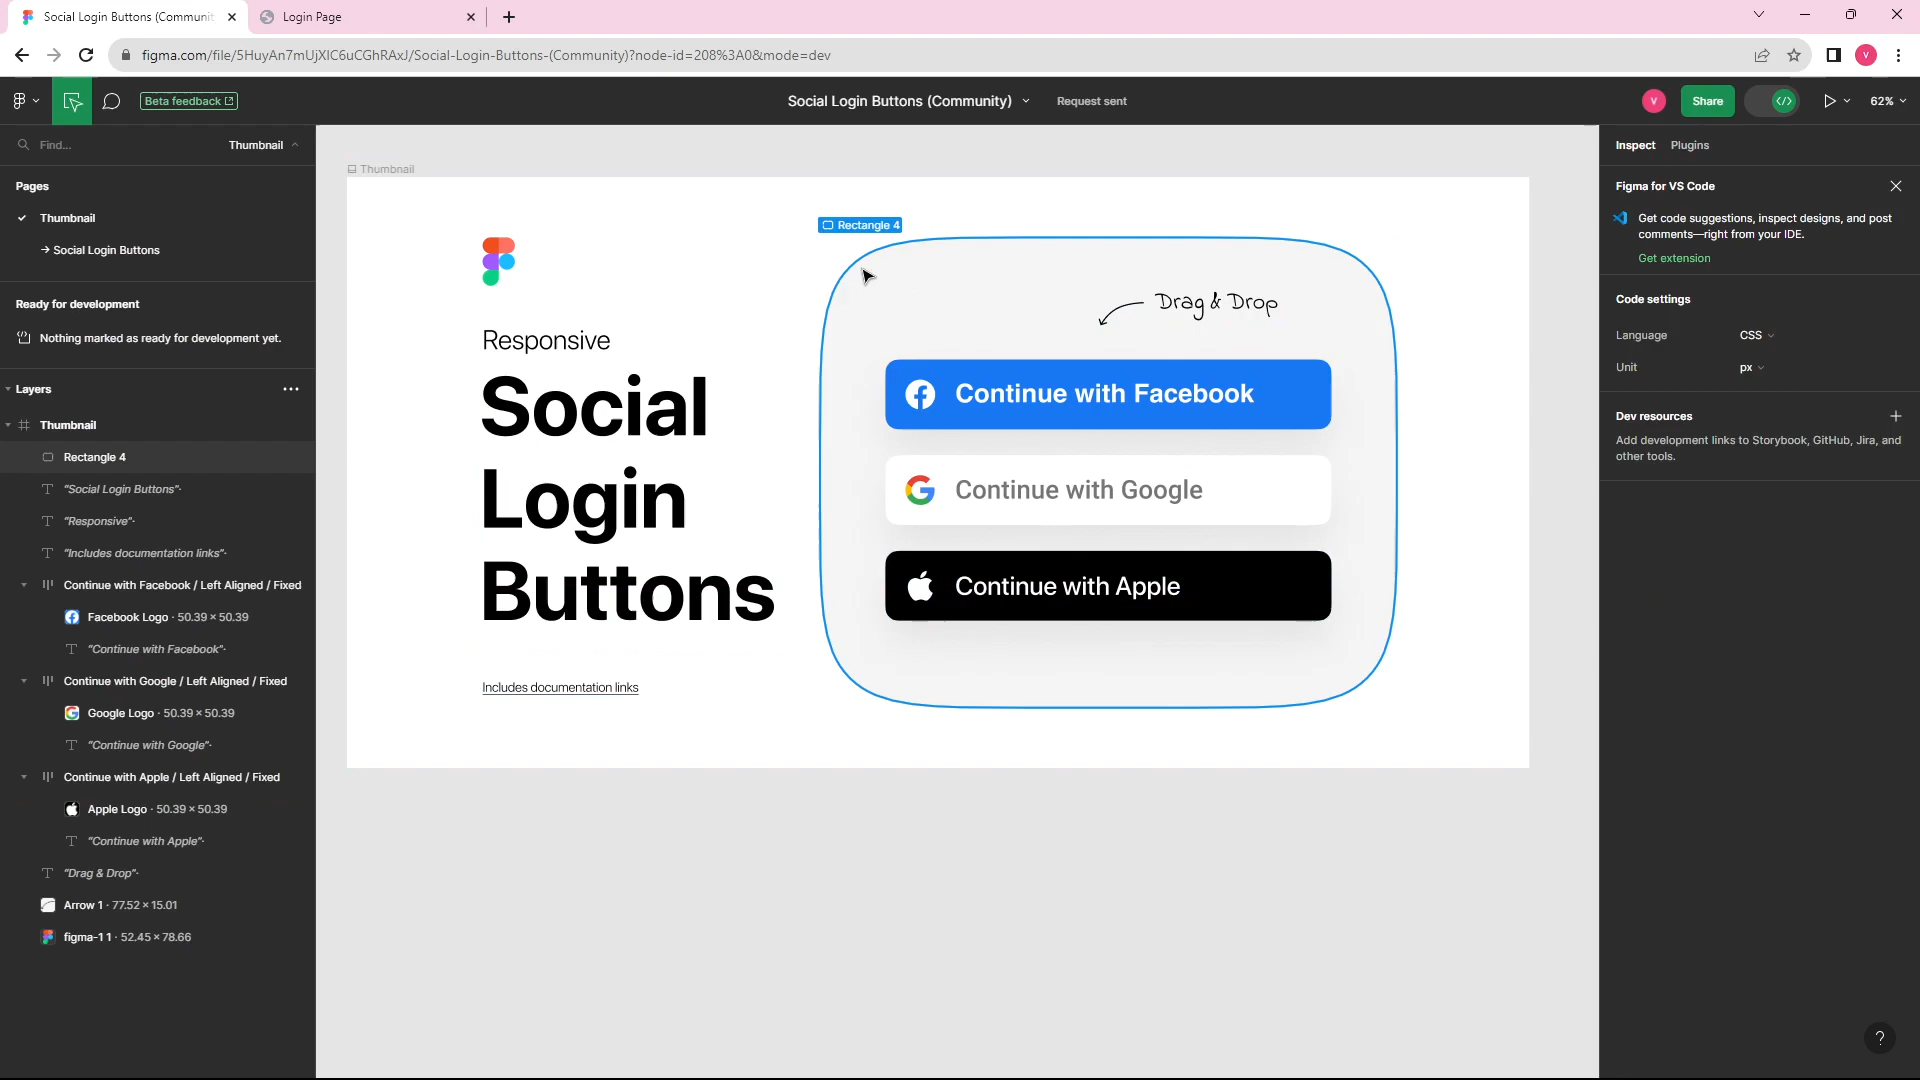 Social Login Buttons (Communit
Login Page
figma.com/file/5HuyAn7mUjXIC6uCGhRAxJ/Social-Login-Buttons-(Community)?node-id=208%3A0&mode=dev
V
Beta feedback
Social Login Buttons (Community)
Request sent
V
Share
62%
Find...
Thumbnail
Pages
Thumbnail
→ Social Login Buttons
Ready for development
Nothing marked as ready for development yet.
Layers
Thumbnail
Rectangle 4
"Social Login Buttons"·
"Responsive"·
"Includes documentation links"·
Continue with Facebook / Left Aligned / Fixed
Facebook Logo · 50.39 × 50.39
"Continue with Facebook"·
Continue with Google / Left Aligned / Fixed
Google Logo · 50.39 × 50.39
"Continue with Google"·
Continue with Apple / Left Aligned / Fixed
Apple Logo · 50.39 × 50.39
"Continue with Apple"·
"Drag & Drop"·
Arrow 1 · 77.52 × 15.01
figma-1 1 · 52.45 × 78.66
Thumbnail
Rectangle 4
Responsive
Social
Login
Buttons
Includes documentation links
Drag & Drop
Continue with Facebook
Continue with Google
Continue with Apple
Inspect
Plugins
Figma for VS Code
Get code suggestions, inspect designs, and post
comments—right from your IDE.
Get extension
Code settings
Language
CSS
Unit
px
Dev resources
Add development links to Storybook, GitHub, Jira, and
other tools.
?